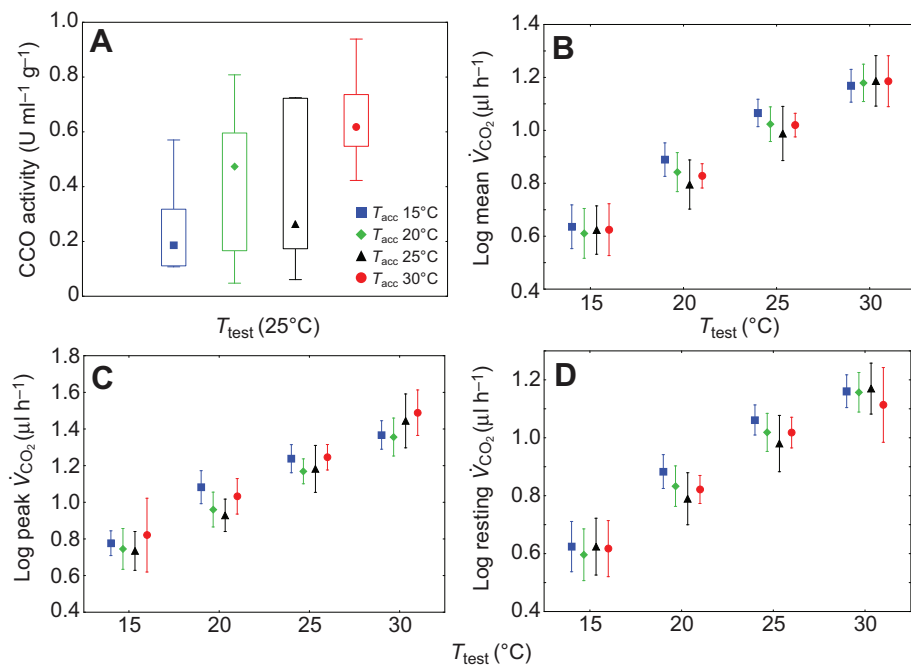 A
CCO activity (U ml⁻¹ g⁻¹)
1.0
0.8
0.6
0.4
0.2
0
T_acc 15°C
T_acc 20°C
T_acc 25°C
T_acc 30°C
T_test (25°C)
B
Log mean V̇_CO₂ (µl h⁻¹)
1.4
1.2
1.0
0.8
0.6
0.4
15 20 25 30
T_test (°C)
C
Log peak V̇_CO₂ (µl h⁻¹)
1.8
1.6
1.4
1.2
1.0
0.8
0.6
0.4
15 20 25 30
D
Log resting V̇_CO₂ (µl h⁻¹)
1.2
1.0
0.8
0.6
0.4
15 20 25 30
T_test (°C)